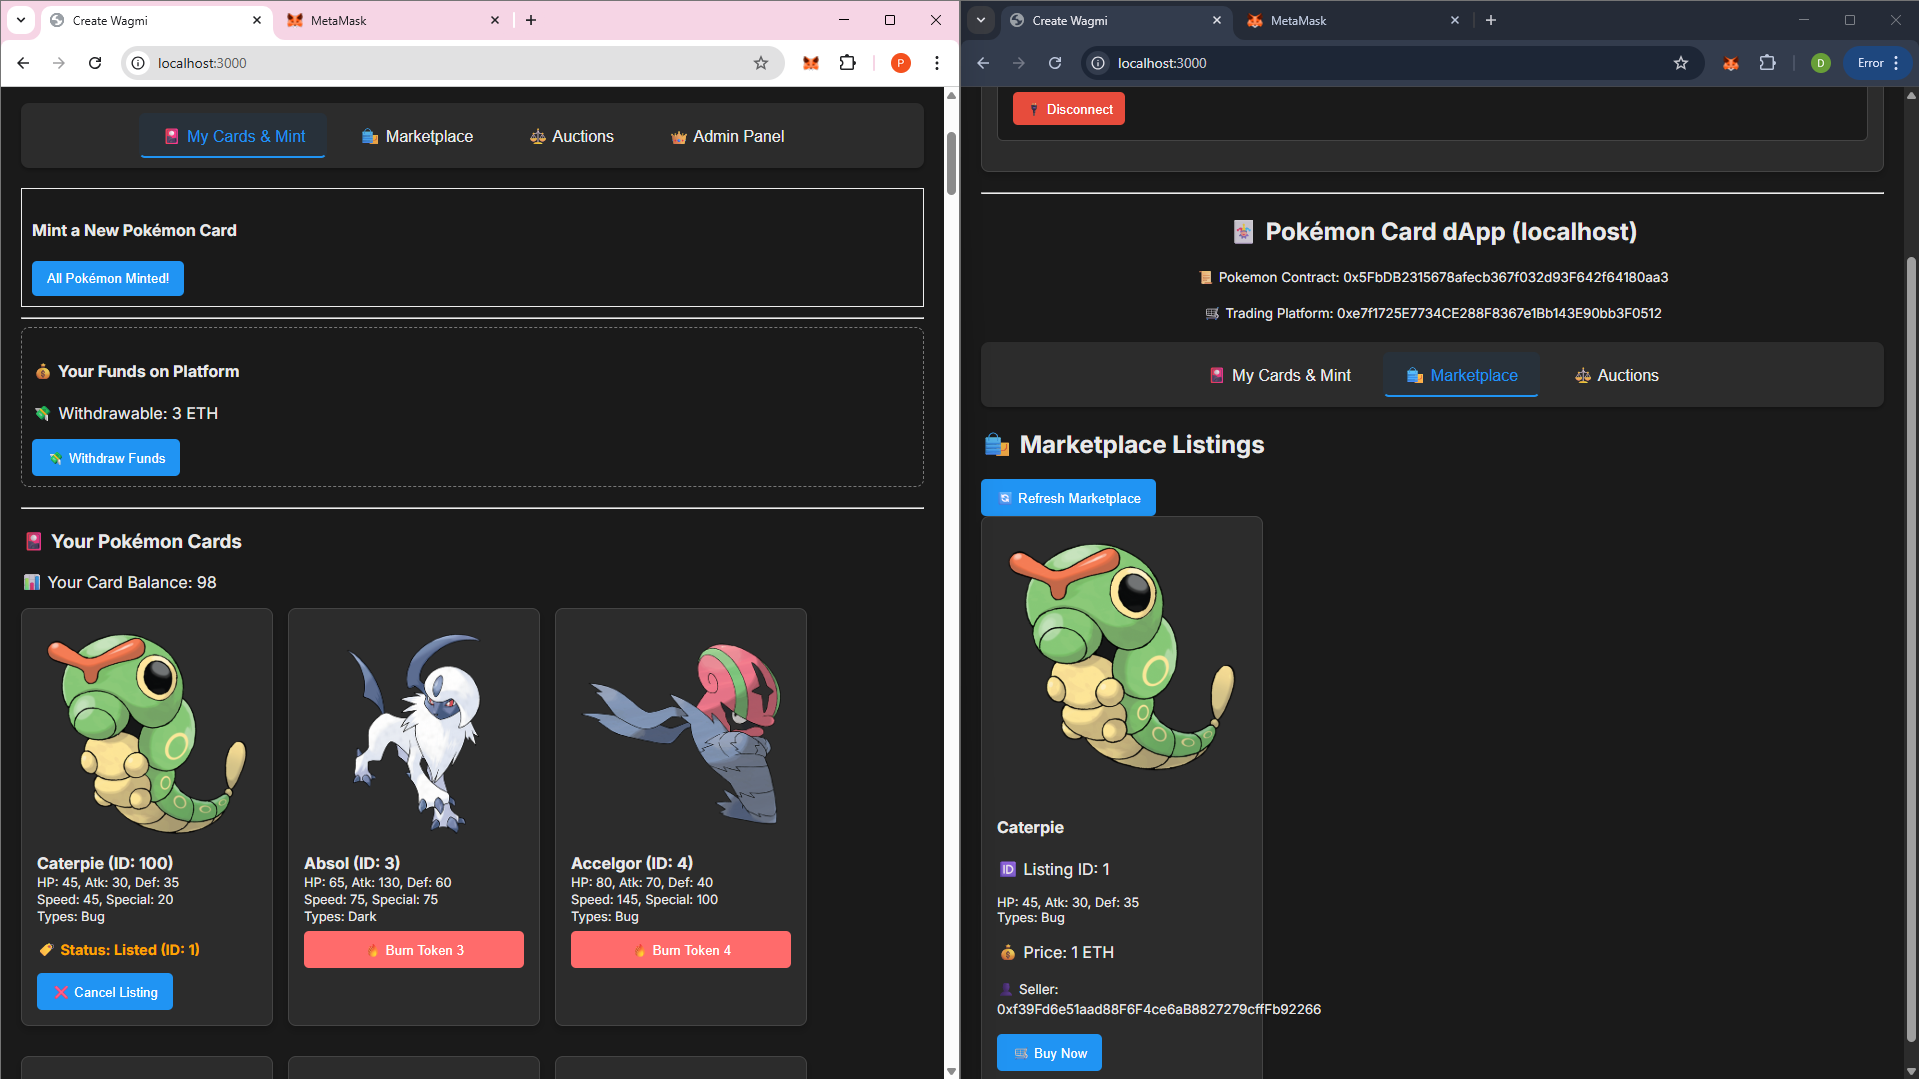 Create Wagmi
MetaMask
localhost:3000
P
My Cards & Mint
Marketplace
Auctions
Admin Panel
Mint a New Pokémon Card
All Pokémon Minted!
Your Funds on Platform
Withdrawable: 3 ETH
Withdraw Funds
Your Pokémon Cards
Your Card Balance: 98
Caterpie (ID: 100)
HP: 45, Atk: 30, Def: 35
Speed: 45, Special: 20
Types: Bug
Status: Listed (ID: 1)
Cancel Listing
Absol (ID: 3)
HP: 65, Atk: 130, Def: 60
Speed: 75, Special: 75
Types: Dark
Burn Token 3
Accelgor (ID: 4)
HP: 80, Atk: 70, Def: 40
Speed: 145, Special: 100
Types: Bug
Burn Token 4
Create Wagmi
MetaMask
localhost:3000
D
Error
Disconnect
Pokémon Card dApp (localhost)
Pokemon Contract: 0x5FbDB2315678afecb367f032d93F642f64180aa3
Trading Platform: 0xe7f1725E7734CE288F8367e1Bb143E90bb3F0512
My Cards & Mint
Marketplace
Auctions
Marketplace Listings
Refresh Marketplace
Caterpie
ID Listing ID: 1
HP: 45, Atk: 30, Def: 35
Types: Bug
Price: 1 ETH
Seller:
0xf39Fd6e51aad88F6F4ce6aB8827279cffFb92266
Buy Now